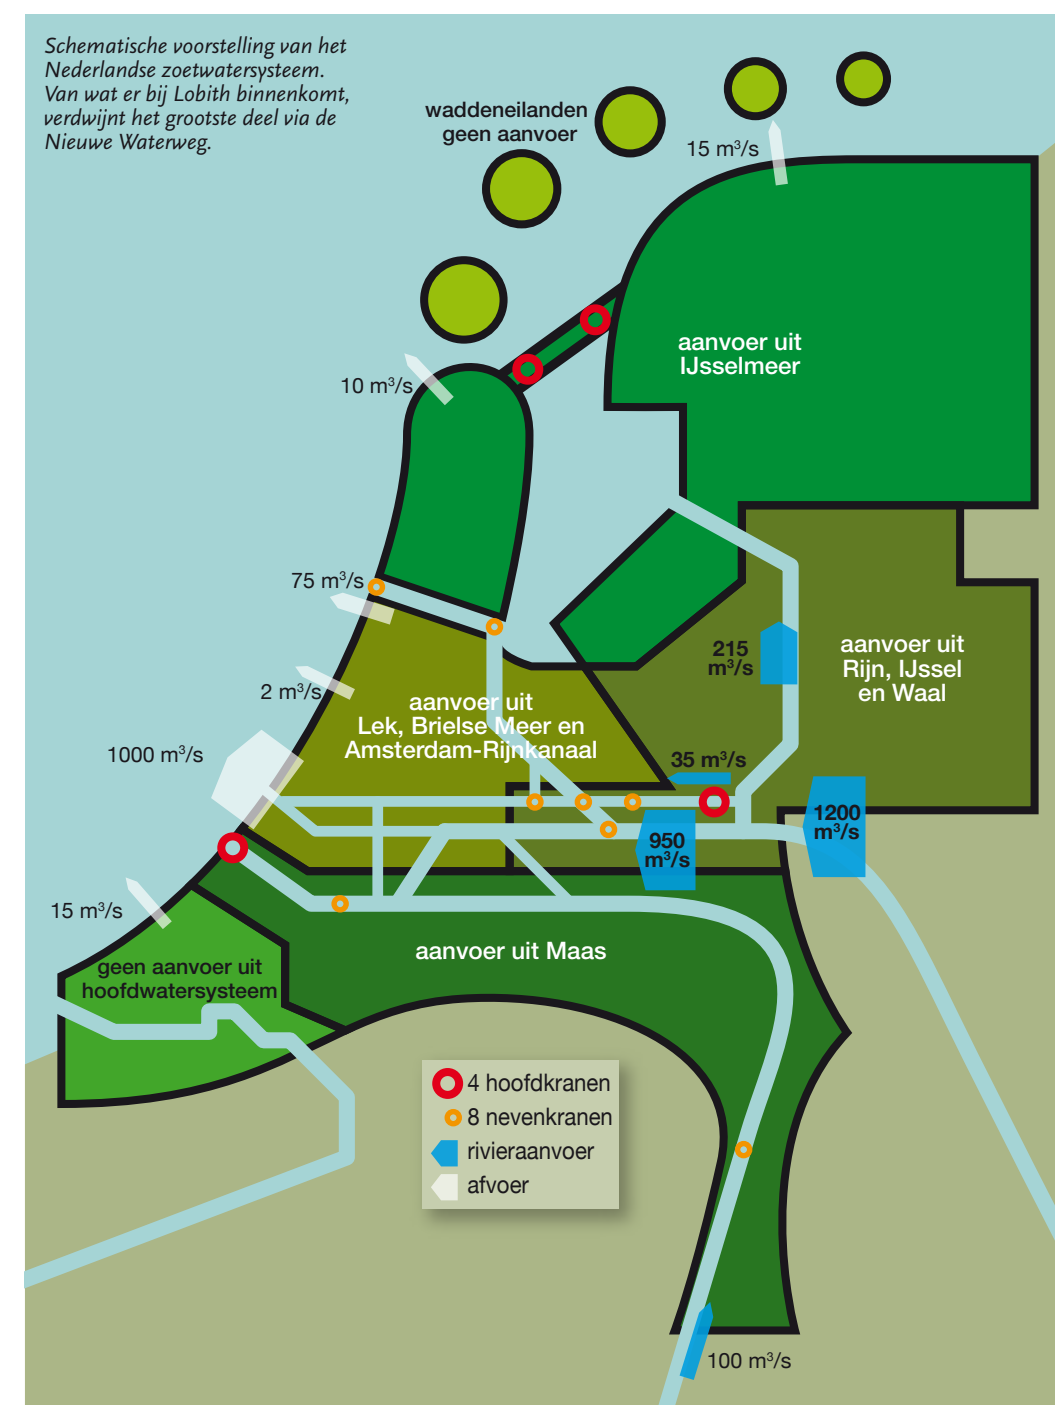 Schematische voorstelling van het
Nederlandse zoetwatersysteem.
Van wat er bij Lobith binnenkomt,
verdwijnt het grootste deel via de
Nieuwe Waterweg.
waddeneilanden
geen aanvoer
15 m³/s
aanvoer uit
IJsselmeer
10 m³/s
75 m³/s
215
m³/s
aanvoer uit
Rijn, IJssel
en Waal
2 m³/s
aanvoer uit
Lek, Brielse Meer en
Amsterdam-Rijnkanaal
1000 m³/s
35 m³/s
1200
m³/s
950
m³/s
15 m³/s
aanvoer uit Maas
geen aanvoer uit
hoofdwatersysteem
4 hoofdkranen
8 nevenkranen
rivieraanvoer
afvoer
100 m³/s